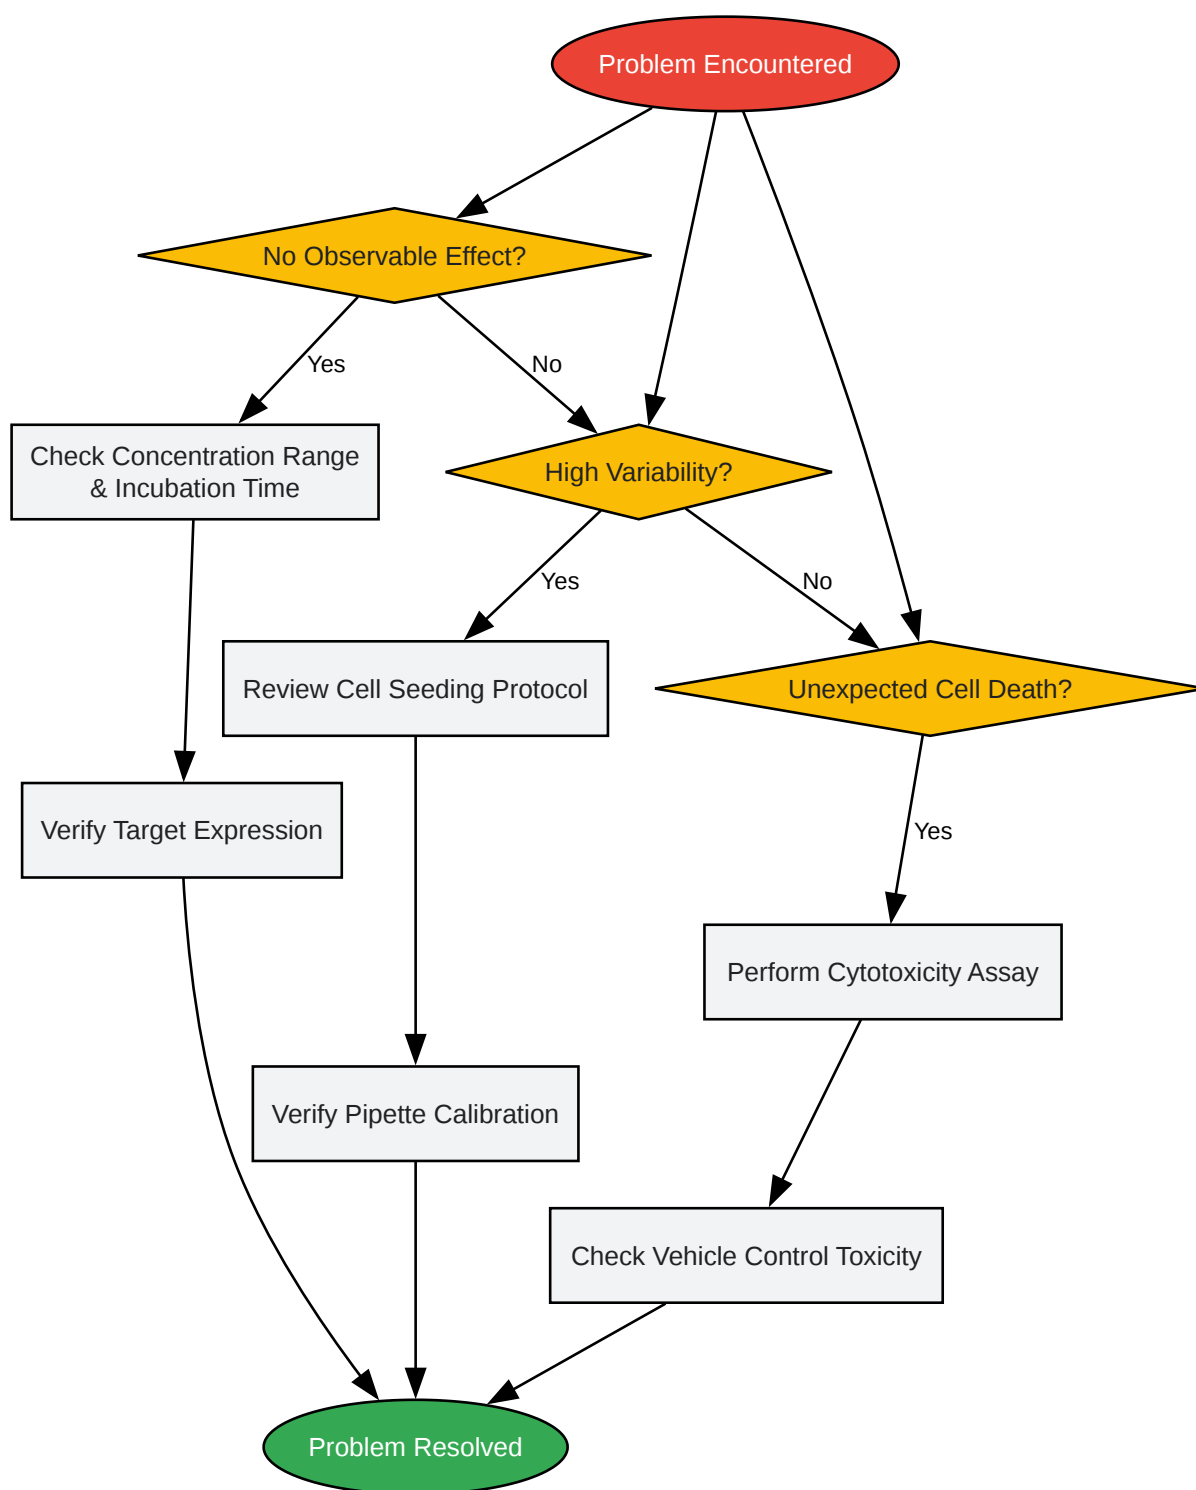 Problem Encountered
No Observable Effect?
Yes
No
Check Concentration Range
& Incubation Time
High Variability?
Yes
No
Review Cell Seeding Protocol
Unexpected Cell Death?
Verify Target Expression
Yes
Perform Cytotoxicity Assay
Verify Pipette Calibration
Check Vehicle Control Toxicity
Problem Resolved